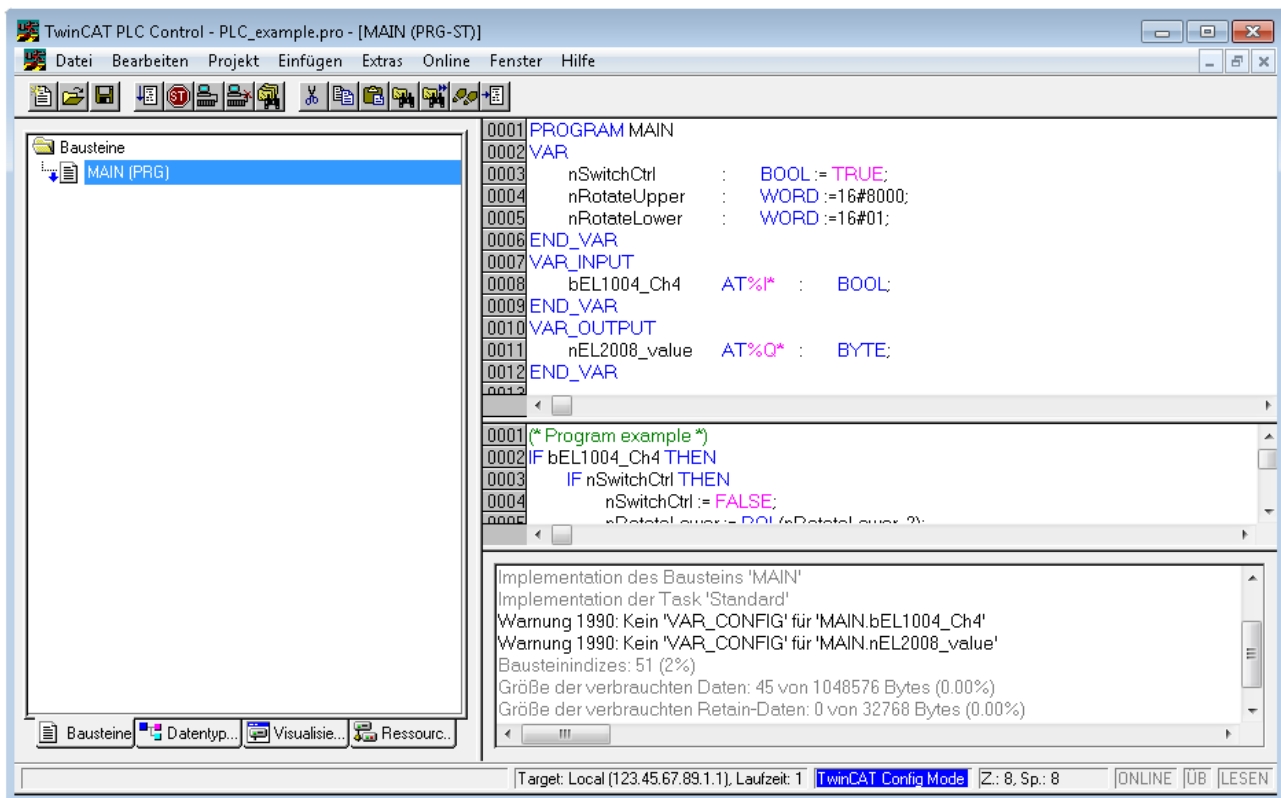 TwinCAT PLC Control - PLC_example.pro - [MAIN (PRG-ST)]
Datei Bearbeiten Projekt Einfügen Extras Online Fenster Hilfe
Bausteine
MAIN (PRG)
Bausteine Datentyp... Visualisie... Ressourc..
0001 PROGRAM MAIN
0002 VAR
0003 nSwitchCtrl : BOOL := TRUE;
0004 nRotateUpper : WORD :=16#8000;
0005 nRotateLower : WORD :=16#01;
0006 END_VAR
0007 VAR_INPUT
0008 bEL1004_Ch4 AT%I* : BOOL;
0009 END_VAR
0010 VAR_OUTPUT
0011 nEL2008_value AT%Q* : BYTE;
0012 END_VAR
0013
0001 (* Program example *)
0002 IF bEL1004_Ch4 THEN
0003 IF nSwitchCtrl THEN
0004 nSwitchCtrl := FALSE;
0005 nRotateLower := ROL(nRotateLower, 2);
Implementation des Bausteins 'MAIN'
Implementation der Task 'Standard'
Warnung 1990: Kein 'VAR_CONFIG' für 'MAIN.bEL1004_Ch4'
Warnung 1990: Kein 'VAR_CONFIG' für 'MAIN.nEL2008_value'
Bausteinindizes: 51 (2%)
Größe der verbrauchten Daten: 45 von 1048576 Bytes (0.00%)
Größe der verbrauchten Retain-Daten: 0 von 32768 Bytes (0.00%)
Target: Local (123.45.67.89.1.1), Laufzeit: 1 TwinCAT Config Mode Z.: 8, Sp.: 8 ONLINE ÜB LESEN